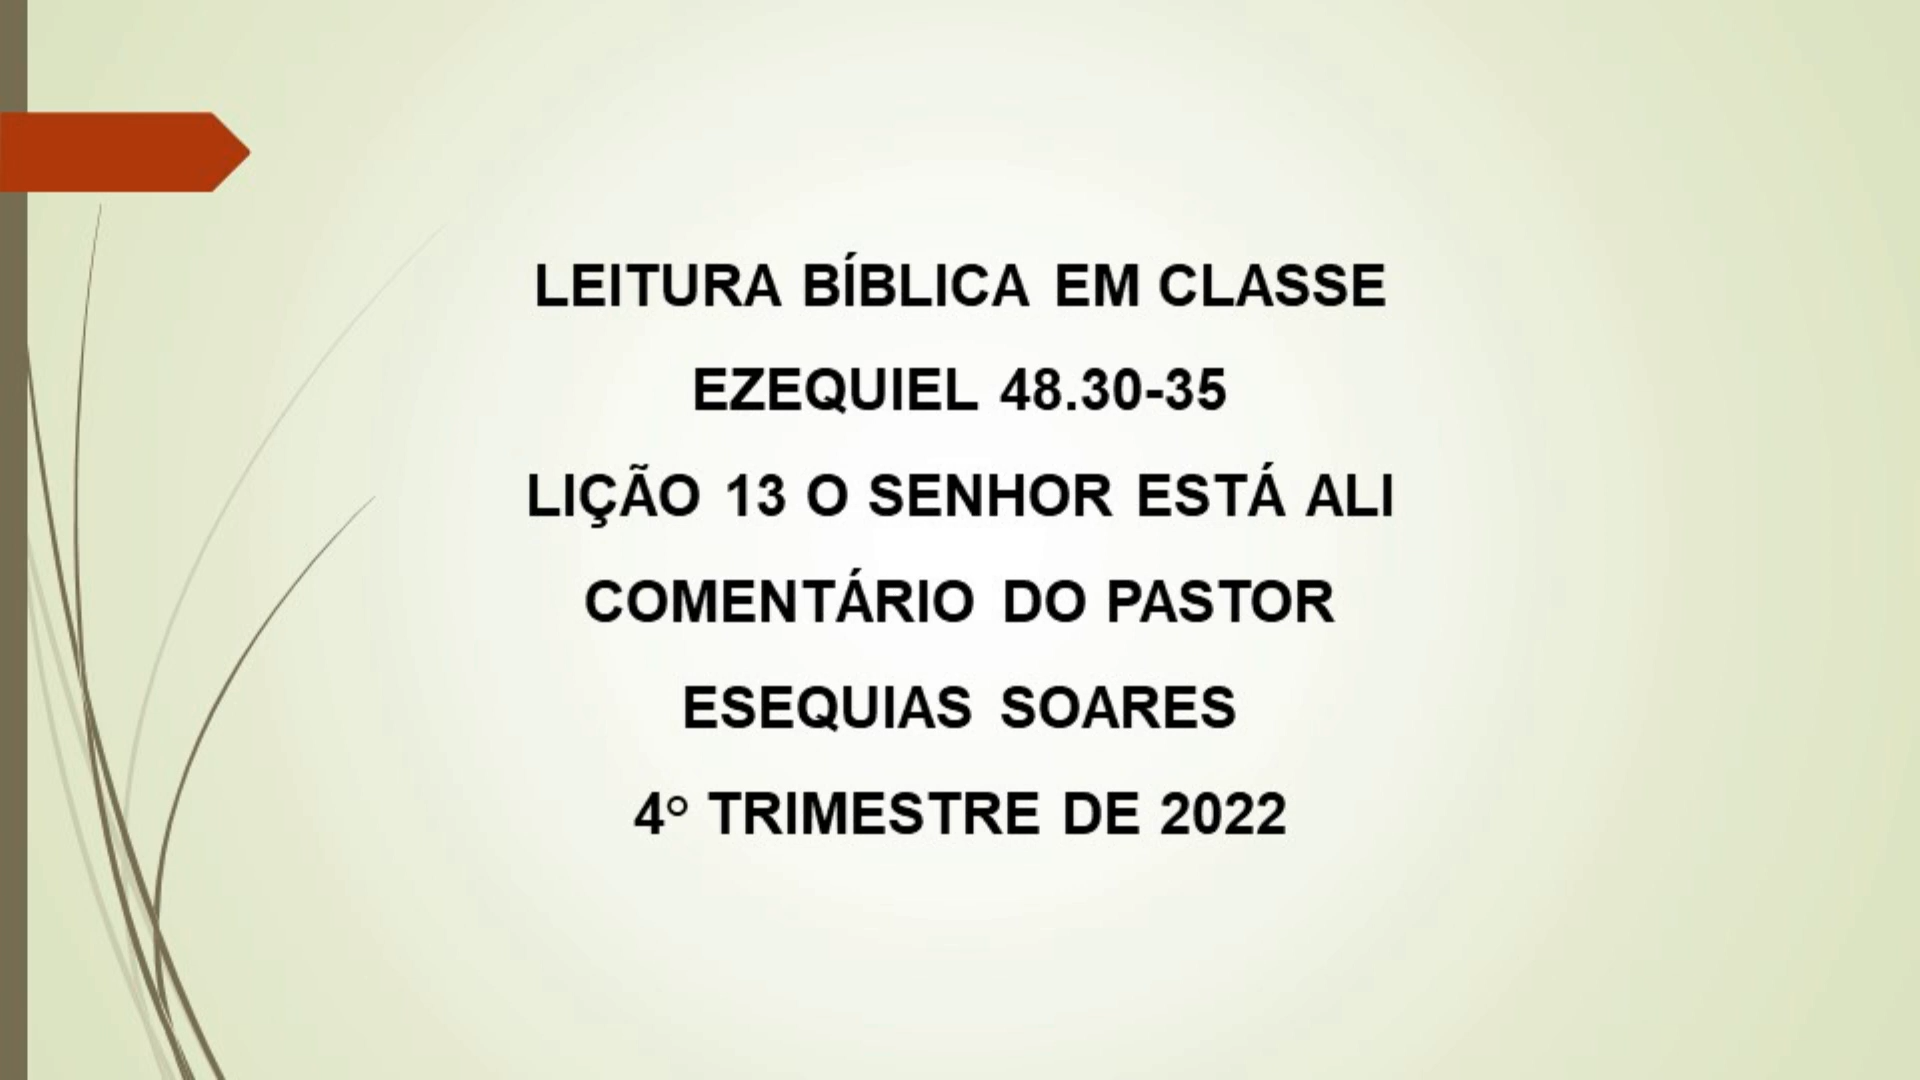 LEITURA BÍBLICA EM CLASSE
EZEQUIEL 48.30-35
LIÇÃO 13 O SENHOR ESTÁ ALI
COMENTÁRIO DO PASTOR
ESEQUIAS SOARES
4º TRIMESTRE DE 2022